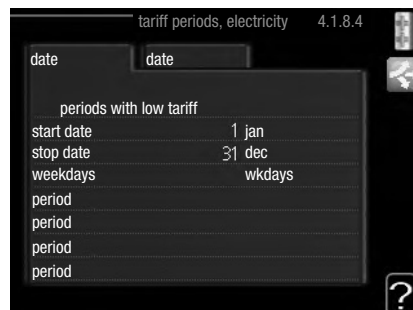 tariff periods, electricity 4.1.8.4
date date
periods with low tariff
start date 1 jan
stop date 31 dec
weekdays wkdays
period
period
period
period
?